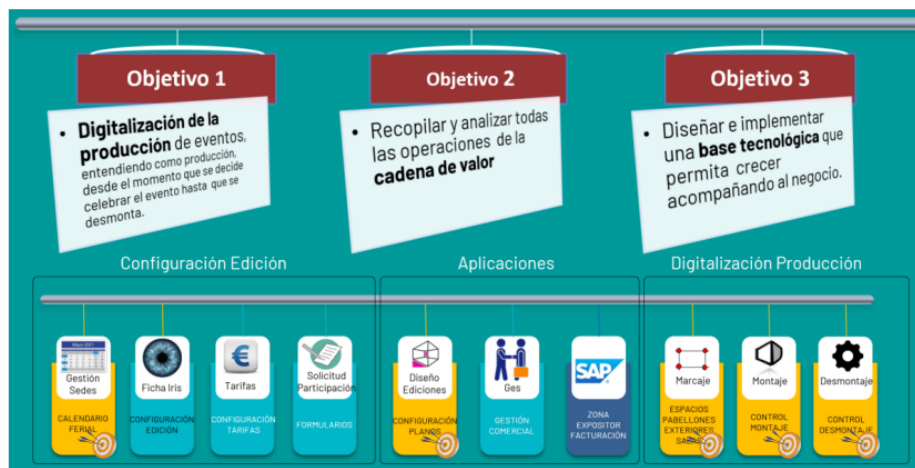 Objetivo 1
• Digitalización de la
producción de eventos,
entendiendo como producción,
desde el momento que se decide
celebrar el evento hasta que se
desmonta.
Objetivo 2
• Recopilar y analizar todas
las operaciones de la
cadena de valor
Objetivo 3
• Diseñar e implementar
una base tecnológica que
permita crecer
acompañando al negocio.
Configuración Edición
Mayo 2021
Gestión
Sedes
CALENDARIO
FERIAL
Ficha Iris
CONFIGURACIÓN
EDICIÓN
€
Tarifas
CONFIGURACIÓN
TARIFAS
Solicitud
Participación
FORMULARIOS
Aplicaciones
Diseño
Ediciones
CONFIGURACIÓN
PLANOS
Ges
GESTIÓN
COMERCIAL
SAP
ZONA
EXPOSITOR
FACTURACIÓN
Digitalización Producción
Marcaje
ESPACIOS
PABELLONES
EXTERIORES
SALAS
Montaje
CONTROL
MONTAJE
Desmontaje
CONTROL
DESMONTAJE